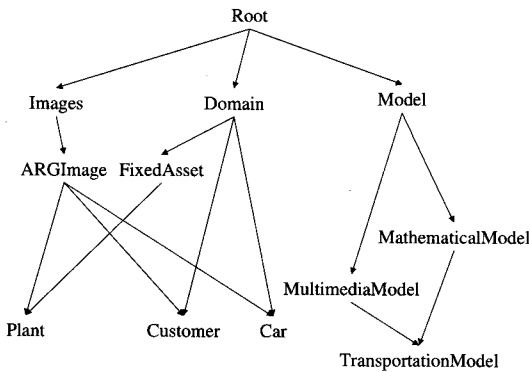 Root
Images
Domain
Model
ARGImage
FixedAsset
MathematicalModel
MultimediaModel
Plant
Customer
Car
TransportationModel